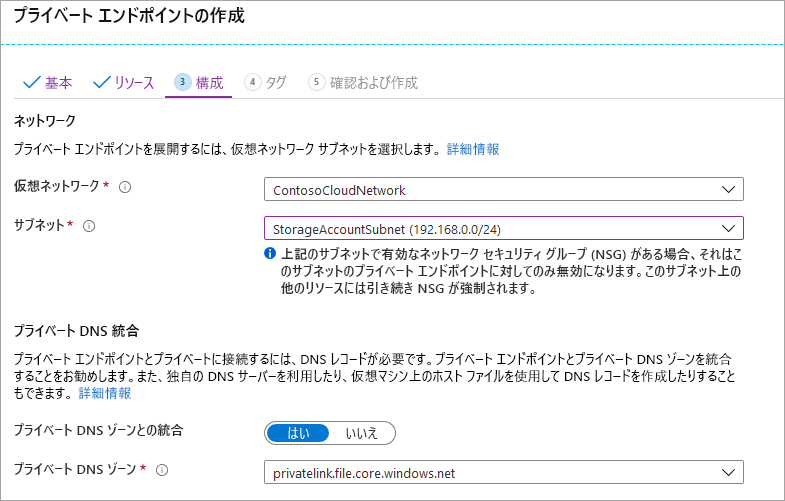 プライベート エンドポイントの作成
基本 リソース 3 構成 4 タグ 5 確認および作成
ネットワーク
プライベート エンドポイントを展開するには、仮想ネットワーク サブネットを選択します。 詳細情報
仮想ネットワーク * ContosoCloudNetwork
サブネット * StorageAccountSubnet (192.168.0.0/24)
上記のサブネットで有効なネットワーク セキュリティ グループ (NSG) がある場合、それはこ
のサブネットのプライベート エンドポイントに対してのみ無効になります。このサブネット上の
他のリソースには引き続き NSG が強制されます。
プライベート DNS 統合
プライベート エンドポイントとプライベートに接続するには、DNS レコードが必要です。プライベート エンドポイントとプライベート DNS ゾーンを統合
することをお勧めします。また、独自の DNS サーバーを利用したり、仮想マシン上のホスト ファイルを使用して DNS レコードを作成したりすること
もできます。 詳細情報
プライベート DNS ゾーンとの統合 はい いいえ
プライベート DNS ゾーン * privatelink.file.core.windows.net